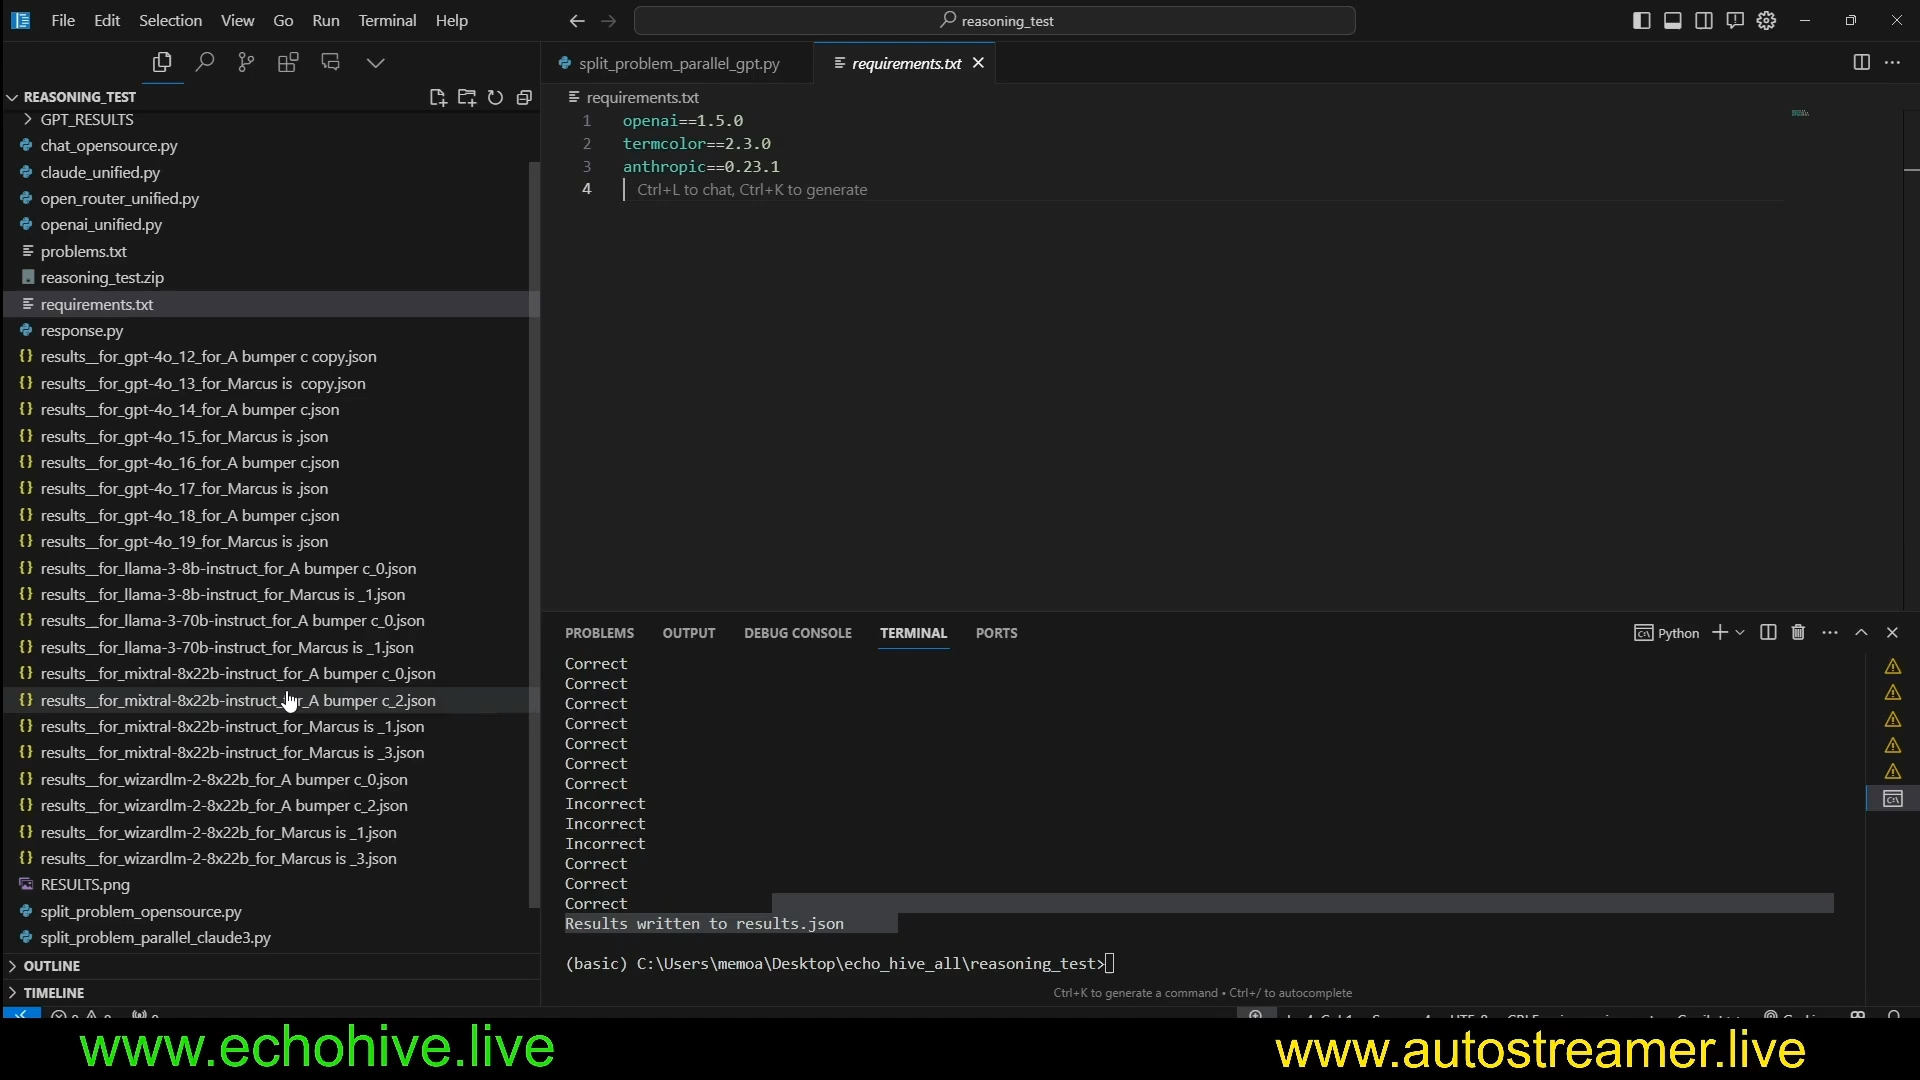 File Edit Selection View Go Run Terminal Help
reasoning_test
split_problem_parallel_gpt.py
requirements.txt
REASONING_TEST
GPT_RESULTS
chat_opensource.py
claude_unified.py
open_router_unified.py
openai_unified.py
problems.txt
reasoning_test.zip
requirements.txt
response.py
results__for_gpt-4o_12_for_A bumper c copy.json
results__for_gpt-4o_13_for_Marcus is  copy.json
results__for_gpt-4o_14_for_A bumper c.json
results__for_gpt-4o_15_for_Marcus is .json
results__for_gpt-4o_16_for_A bumper c.json
results__for_gpt-4o_17_for_Marcus is .json
results__for_gpt-4o_18_for_A bumper c.json
results__for_gpt-4o_19_for_Marcus is .json
results__for_llama-3-8b-instruct_for_A bumper c_0.json
results__for_llama-3-8b-instruct_for_Marcus is _1.json
results__for_llama-3-70b-instruct_for_A bumper c_0.json
results__for_llama-3-70b-instruct_for_Marcus is _1.json
results__for_mixtral-8x22b-instruct_for_A bumper c_0.json
results__for_mixtral-8x22b-instruct_for_A bumper c_2.json
results__for_mixtral-8x22b-instruct_for_Marcus is _1.json
results__for_mixtral-8x22b-instruct_for_Marcus is _3.json
results__for_wizardlm-2-8x22b_for_A bumper c_0.json
results__for_wizardlm-2-8x22b_for_A bumper c_2.json
results__for_wizardlm-2-8x22b_for_Marcus is _1.json
results__for_wizardlm-2-8x22b_for_Marcus is _3.json
RESULTS.png
split_problem_opensource.py
split_problem_parallel_claude3.py
OUTLINE
TIMELINE
requirements.txt
1 openai==1.5.0
2 termcolor==2.3.0
3 anthropic==0.23.1
4 Ctrl+L to chat, Ctrl+K to generate
PROBLEMS OUTPUT DEBUG CONSOLE TERMINAL PORTS
Python
Correct
Correct
Correct
Correct
Correct
Correct
Correct
Incorrect
Incorrect
Incorrect
Correct
Correct
Correct
Results written to results.json
(basic) C:\Users\memoa\Desktop\echo_hive_all\reasoning_test>
Ctrl+K to generate a command • Ctrl+/ to autocomplete
www.echohive.live
www.autostreamer.live